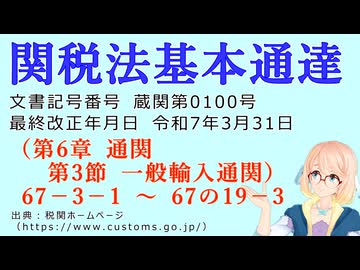 関税法基本通達
文書記号番号 蔵関第0100号
最終改正年月日 令和7年3月31日
（第6章 通関
第3節 一般輸入通関）
67－3－1 ～ 67の19－3
出典：税関ホームページ
（https://www.customs.go.jp/）